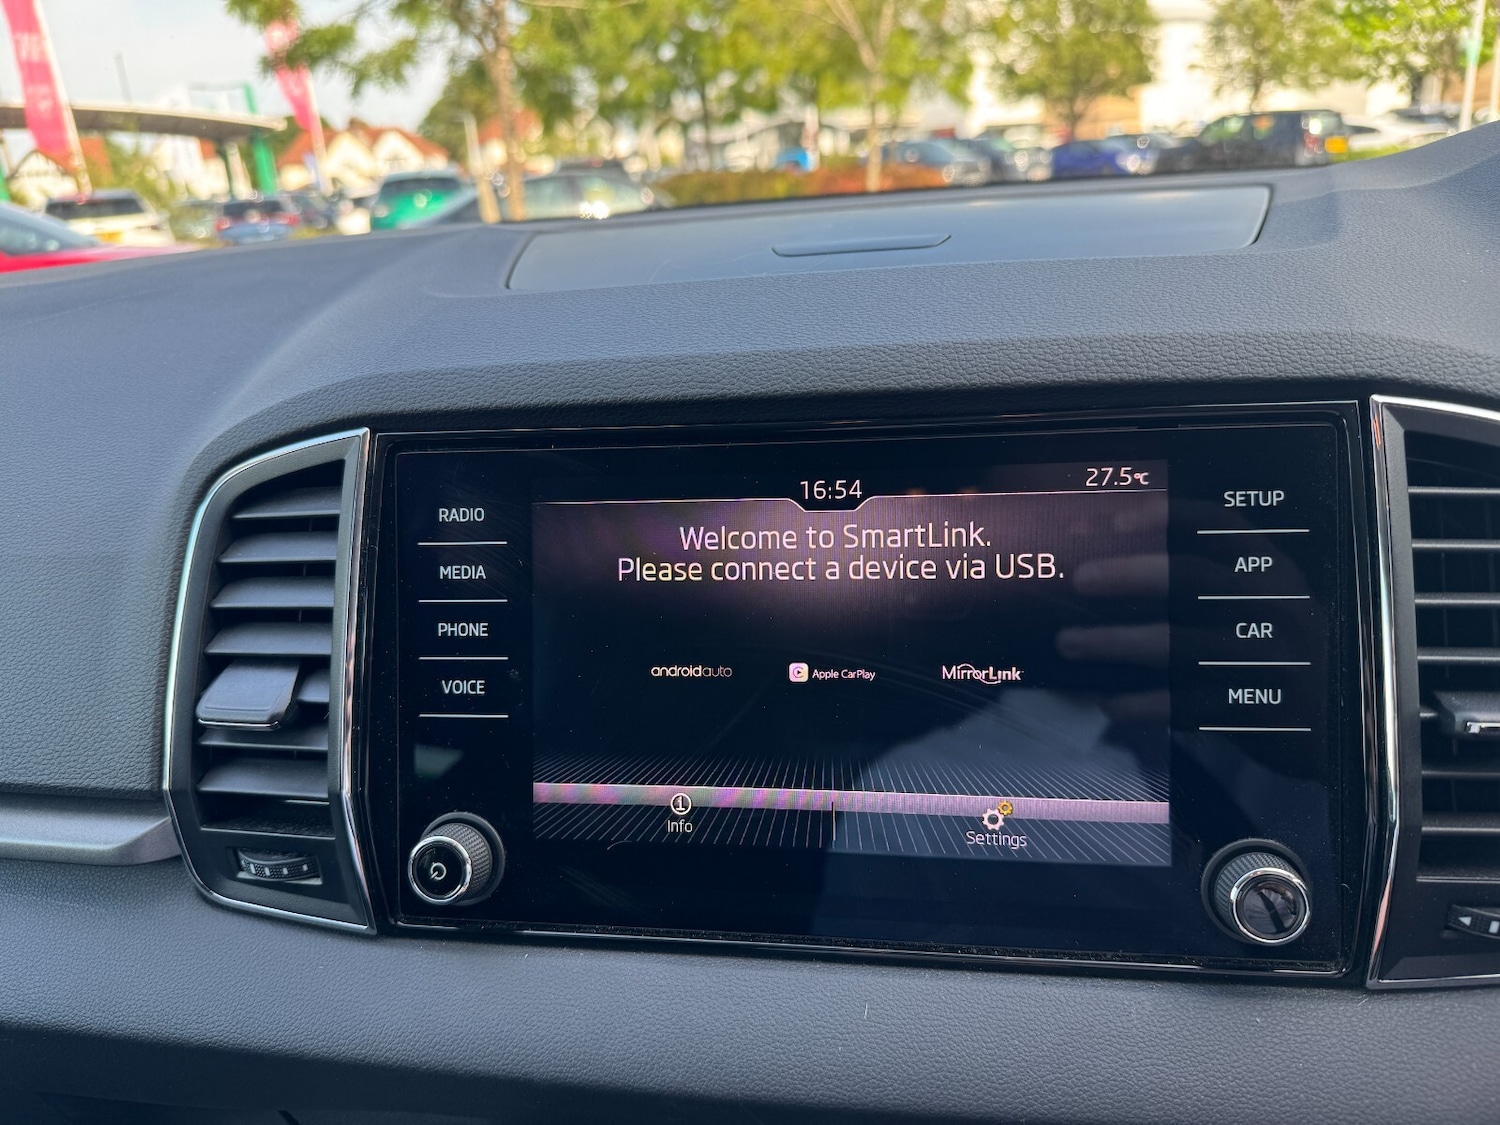 16:54
27.5°C
RADIO
MEDIA
PHONE
VOICE
Welcome to SmartLink.
Please connect a device via USB.
androidauto
Apple CarPlay
MirrorLink
Info
Settings
SETUP
APP
CAR
MENU